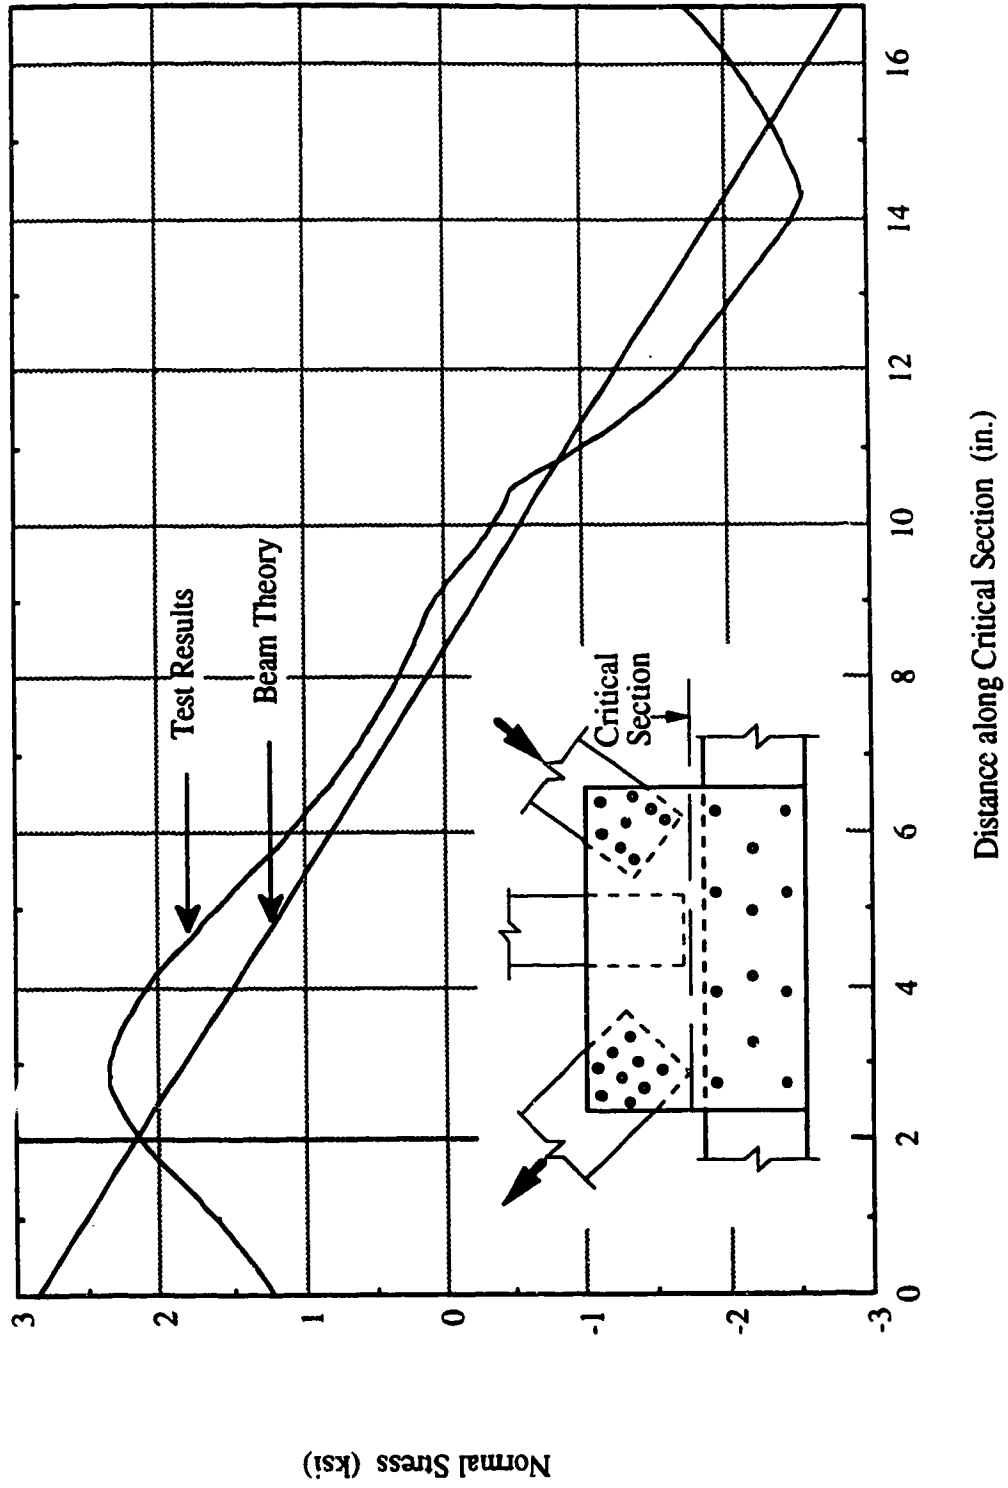 3
2
1
0
-1
-2
-3
Normal Stress (ksi)
Test Results
Beam Theory
Critical
Section
0
2
4
6
8
10
12
14
16
Distance along Critical Section (in.)